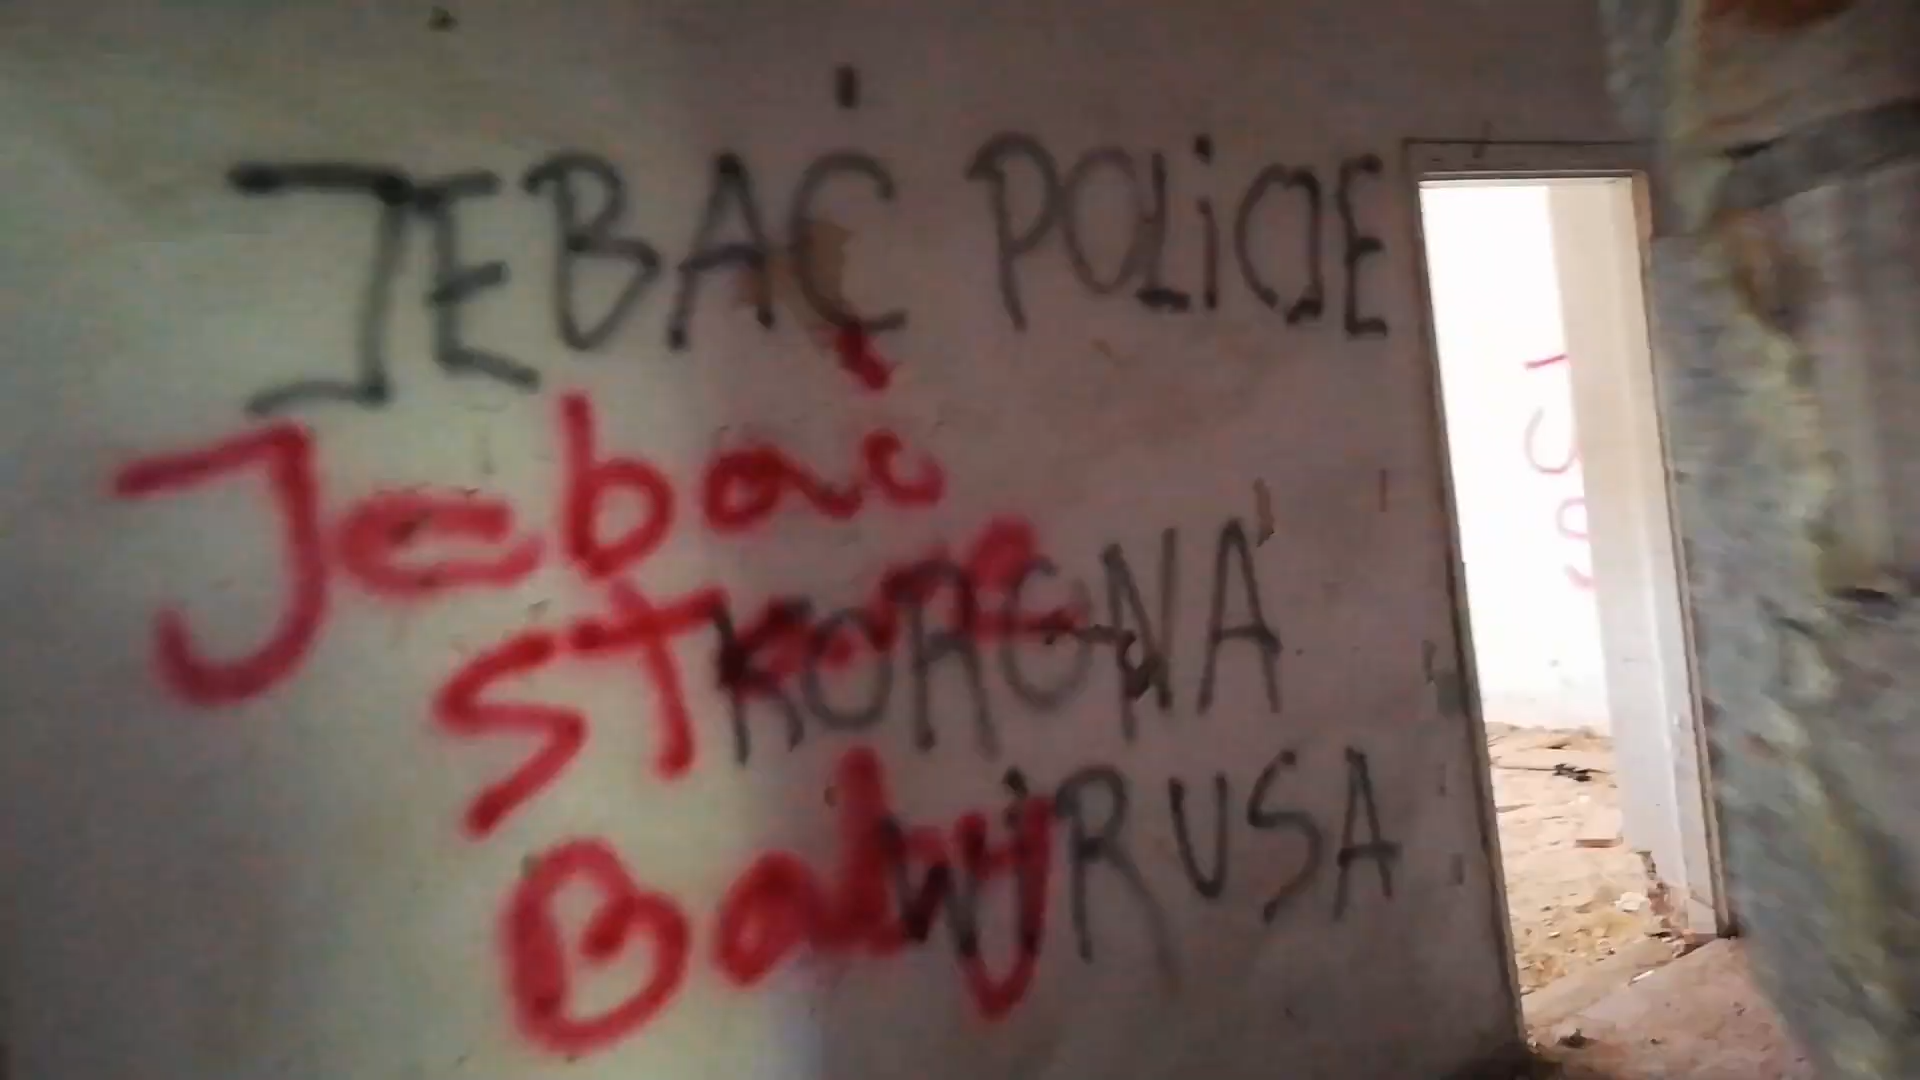 JEBAĆ POLICJE
Jebać
stare
KORONA
Baby
WIRUSA